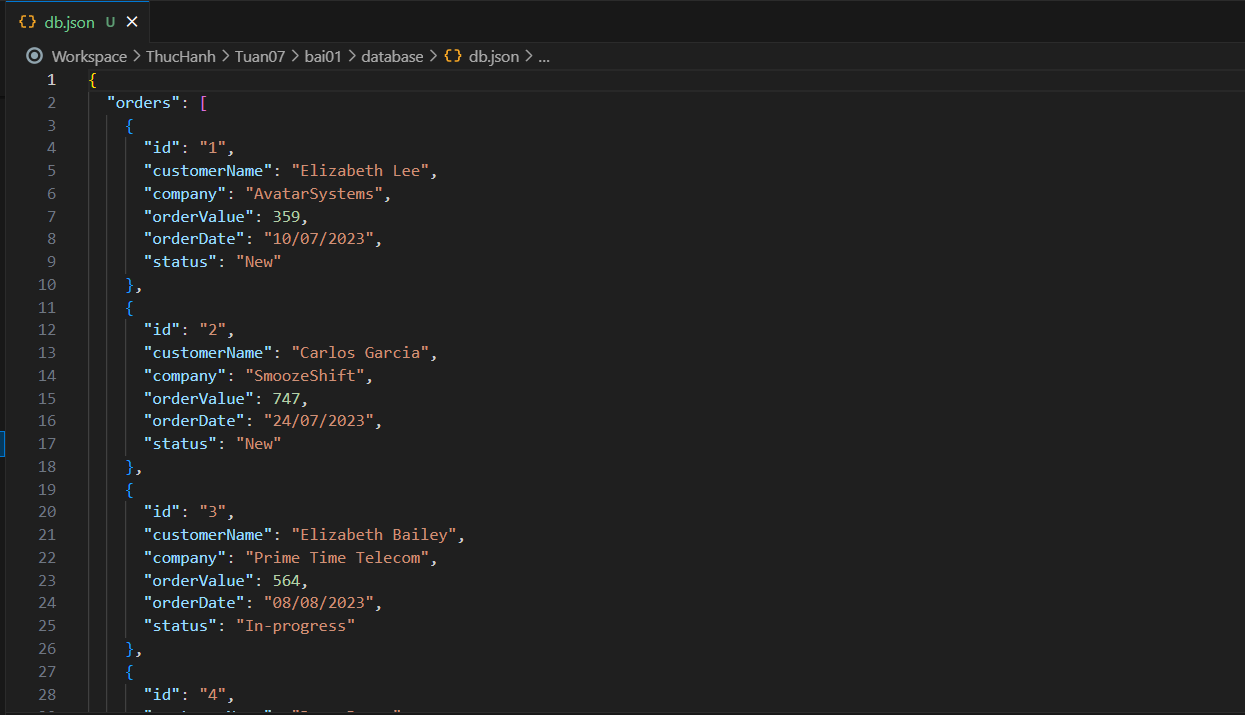 {} db.json U ×
Workspace > ThucHanh > Tuan07 > bai01 > database > {} db.json > ...
1 {
2 "orders": [
3 {
4 "id": "1",
5 "customerName": "Elizabeth Lee",
6 "company": "AvatarSystems",
7 "orderValue": 359,
8 "orderDate": "10/07/2023",
9 "status": "New"
10 },
11 {
12 "id": "2",
13 "customerName": "Carlos Garcia",
14 "company": "SmoozeShift",
15 "orderValue": 747,
16 "orderDate": "24/07/2023",
17 "status": "New"
18 },
19 {
20 "id": "3",
21 "customerName": "Elizabeth Bailey",
22 "company": "Prime Time Telecom",
23 "orderValue": 564,
24 "orderDate": "08/08/2023",
25 "status": "In-progress"
26 },
27 {
28 "id": "4",